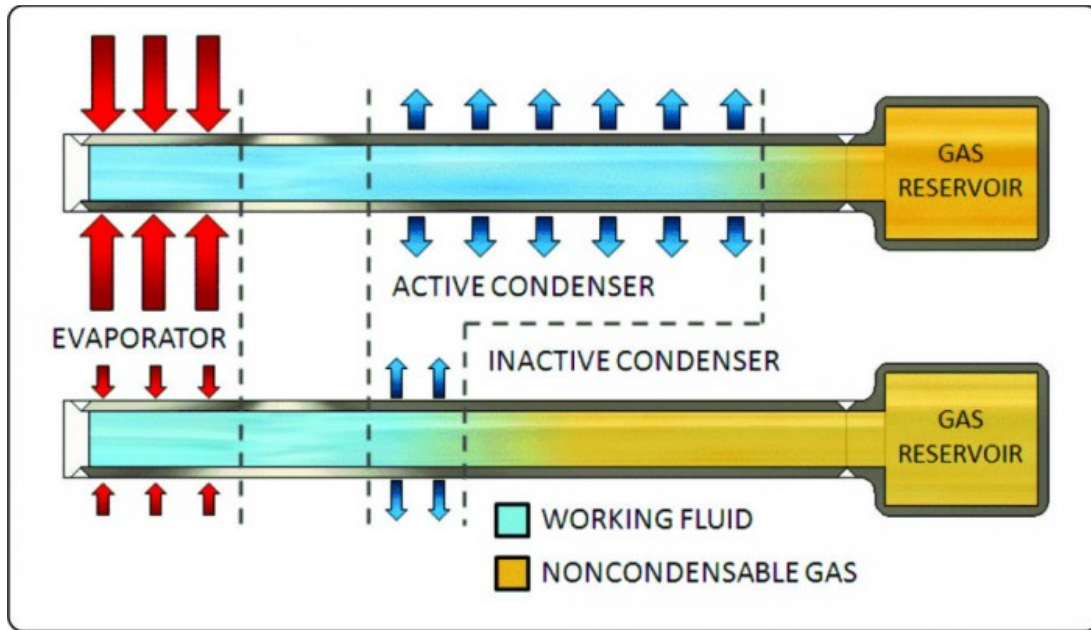 GAS
RESERVOIR
ACTIVE CONDENSER
EVAPORATOR
INACTIVE CONDENSER
GAS
RESERVOIR
WORKING FLUID
NONCONDENSABLE GAS